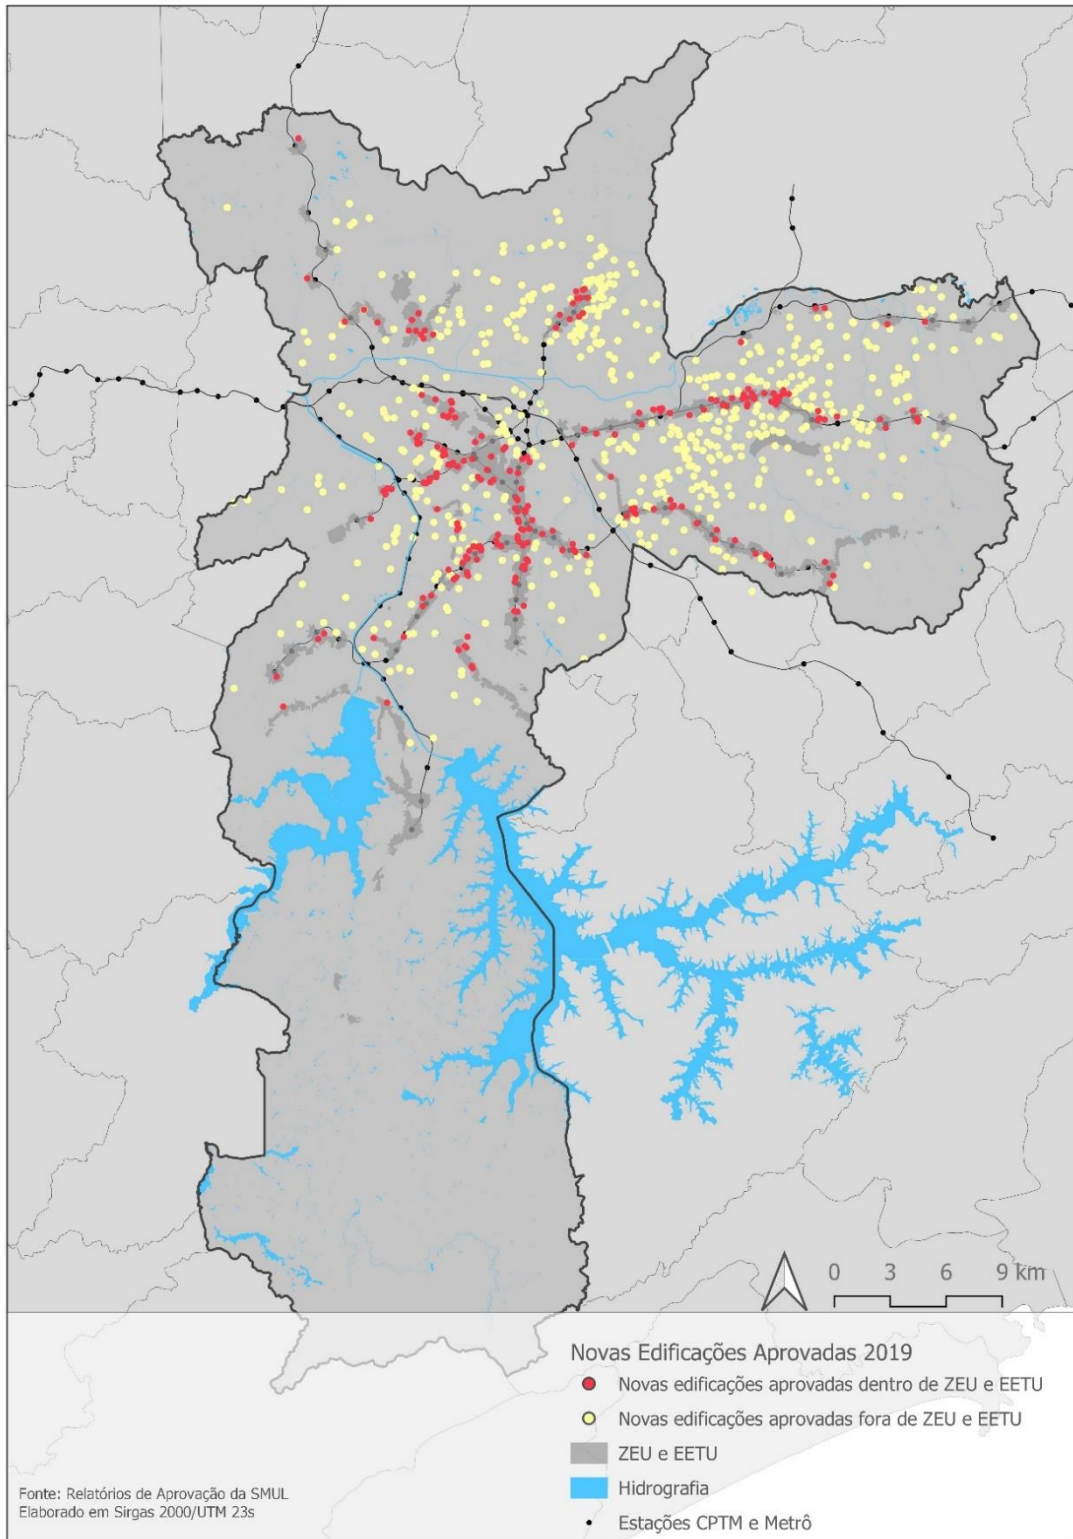 0 3 6 9 km
Novas Edificações Aprovadas 2019
Novas edificações aprovadas dentro de ZEU e EETU
Novas edificações aprovadas fora de ZEU e EETU
ZEU e EETU
Hidrografia
Estações CPTM e Metrô
Fonte: Relatórios de Aprovação da SMUL
Elaborado em Sirgas 2000/UTM 23s